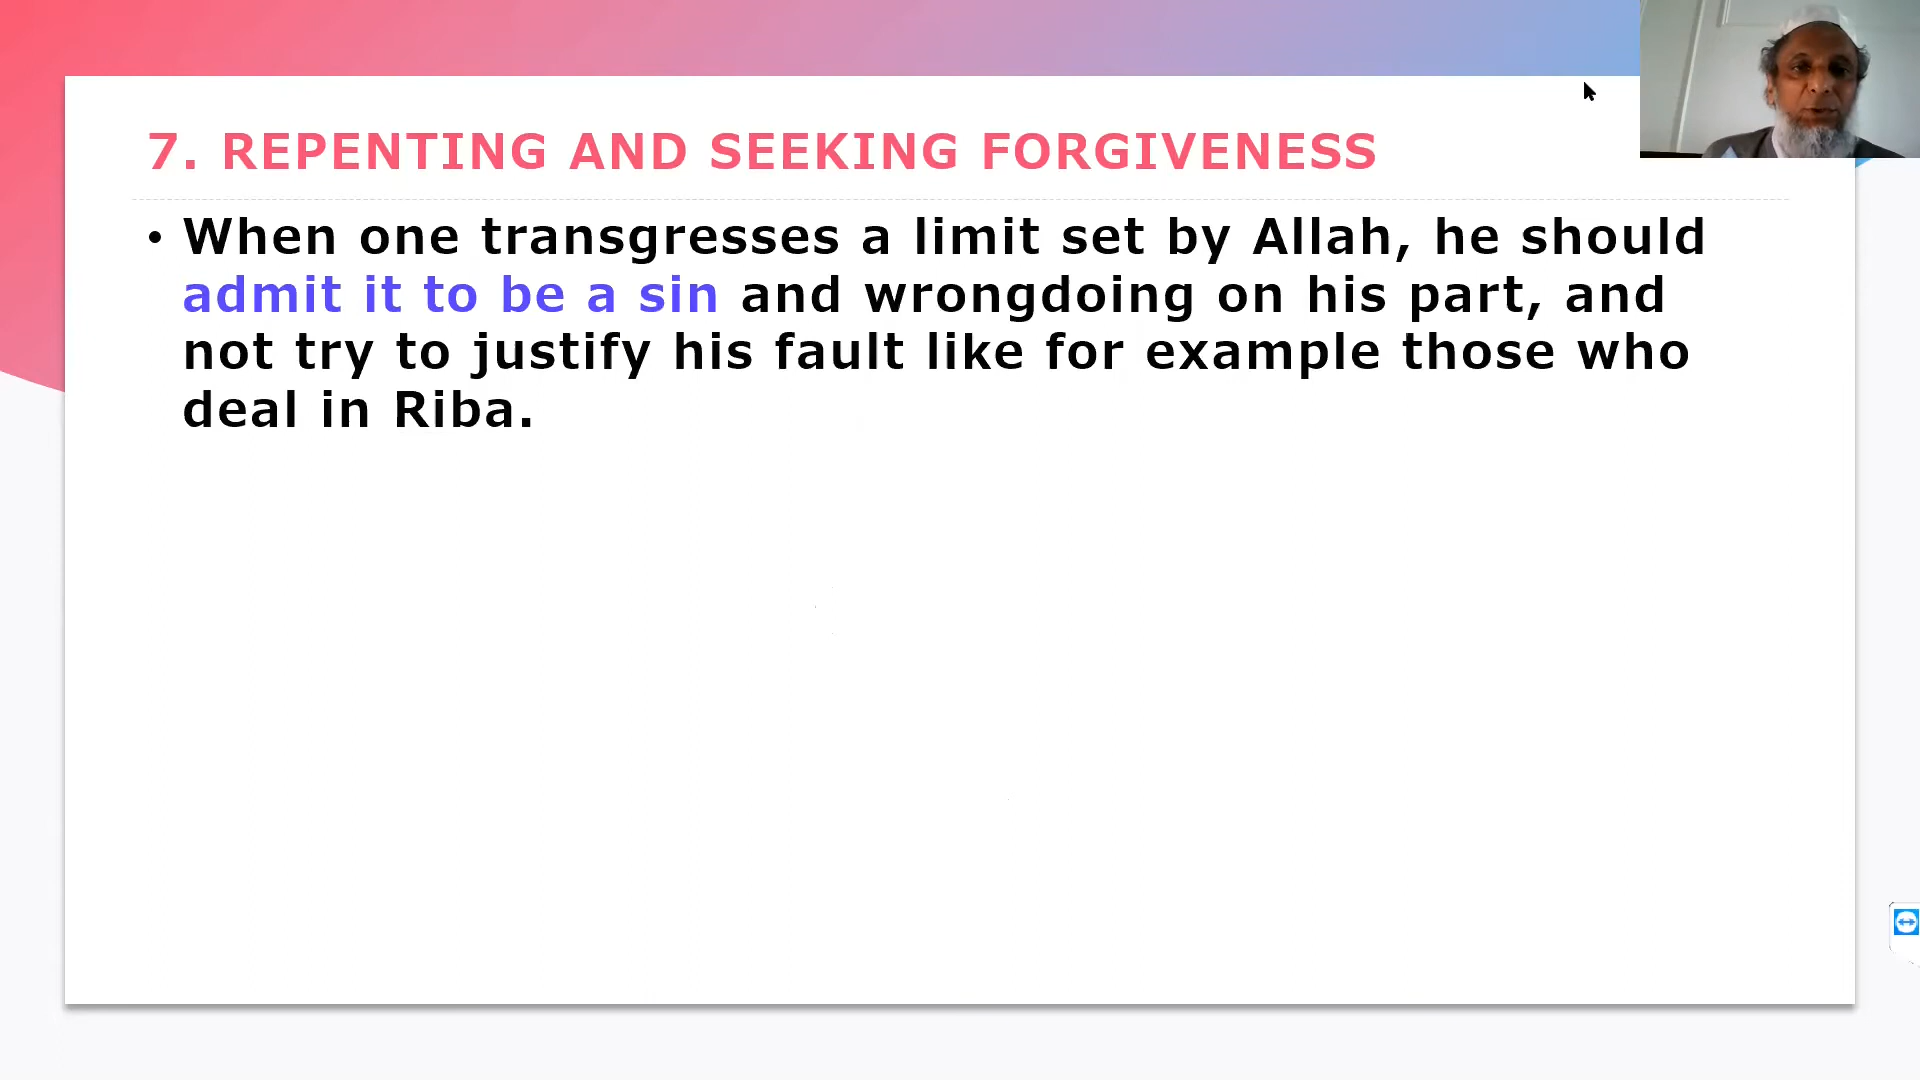 7. REPENTING AND SEEKING FORGIVENESS
• When one transgresses a limit set by Allah, he should
admit it to be a sin and wrongdoing on his part, and
not try to justify his fault like for example those who
deal in Riba.